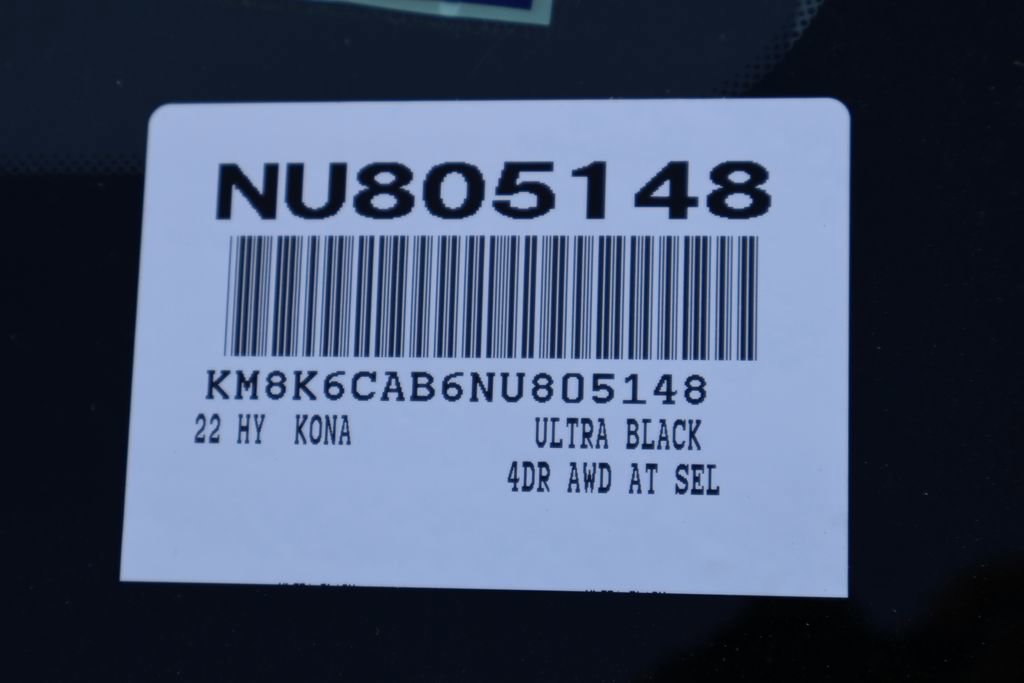 NU805148
KM8K6CAB6NU805148
22 HY KONA ULTRA BLACK
4DR AWD AT SEL